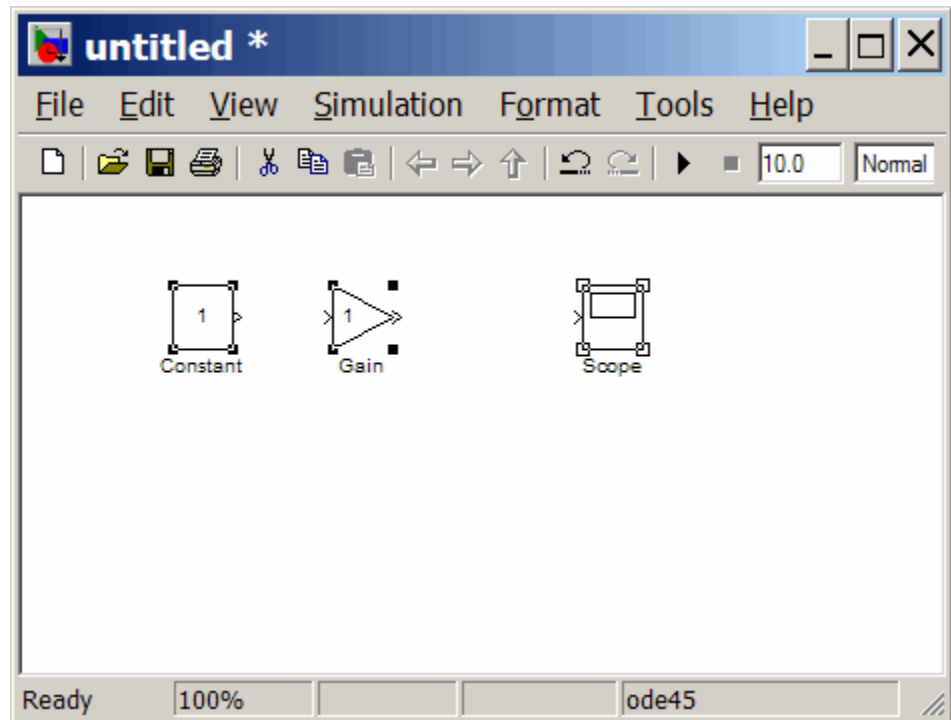 untitled *
File Edit View Simulation Format Tools Help
10.0 Normal
1 1
Constant Gain Scope
Ready 100% ode45